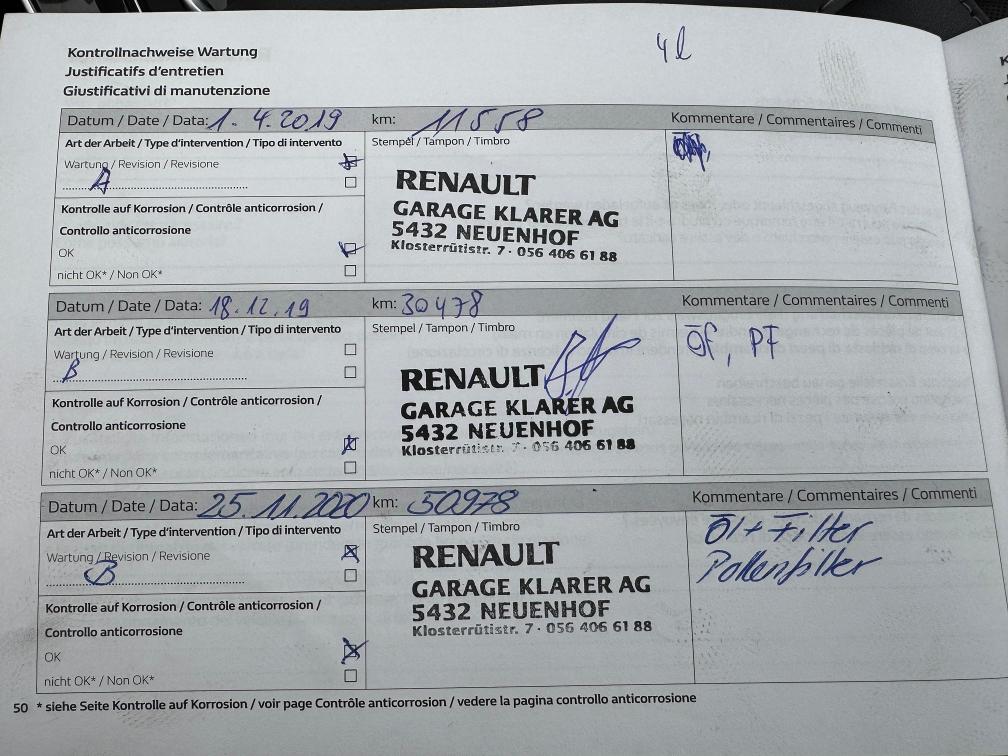 Kontrollnachweise Wartung
Justificatifs d'entretien
Giustificativi di manutenzione
4 l
Datum / Date / Data: 1. 4. 2019 km: 11558 Kommentare / Commentaires / Commenti
Art der Arbeit / Type d'intervention / Tipo di intervento Stempel / Tampon / Timbro
Wartung / Revision / Revisione
A
Kontrolle auf Korrosion / Contrôle anticorrosion /
Controllo anticorrosione
OK
nicht OK* / Non OK*
RENAULT
GARAGE KLARER AG
5432 NEUENHOF
Klosterrütistr. 7 · 056 406 61 88
Datum / Date / Data: 18. 12. 19 km: 30478 Kommentare / Commentaires / Commenti
Art der Arbeit / Type d'intervention / Tipo di intervento Stempel / Tampon / Timbro
Wartung / Revision / Revisione
B
Kontrolle auf Korrosion / Contrôle anticorrosion /
Controllo anticorrosione
OK
nicht OK* / Non OK*
RENAULT
GARAGE KLARER AG
5432 NEUENHOF
Klosterrütistr. 7 · 056 406 61 88
ÖF, PF
Datum / Date / Data: 25. 11. 2020 km: 50978 Kommentare / Commentaires / Commenti
Art der Arbeit / Type d'intervention / Tipo di intervento Stempel / Tampon / Timbro
Wartung / Revision / Revisione
B
Kontrolle auf Korrosion / Contrôle anticorrosion /
Controllo anticorrosione
OK
nicht OK* / Non OK*
RENAULT
GARAGE KLARER AG
5432 NEUENHOF
Klosterrütistr. 7 · 056 406 61 88
Öl + Filter
Pollenfilter
50 * siehe Seite Kontrolle auf Korrosion / voir page Contrôle anticorrosion / vedere la pagina controllo anticorrosione